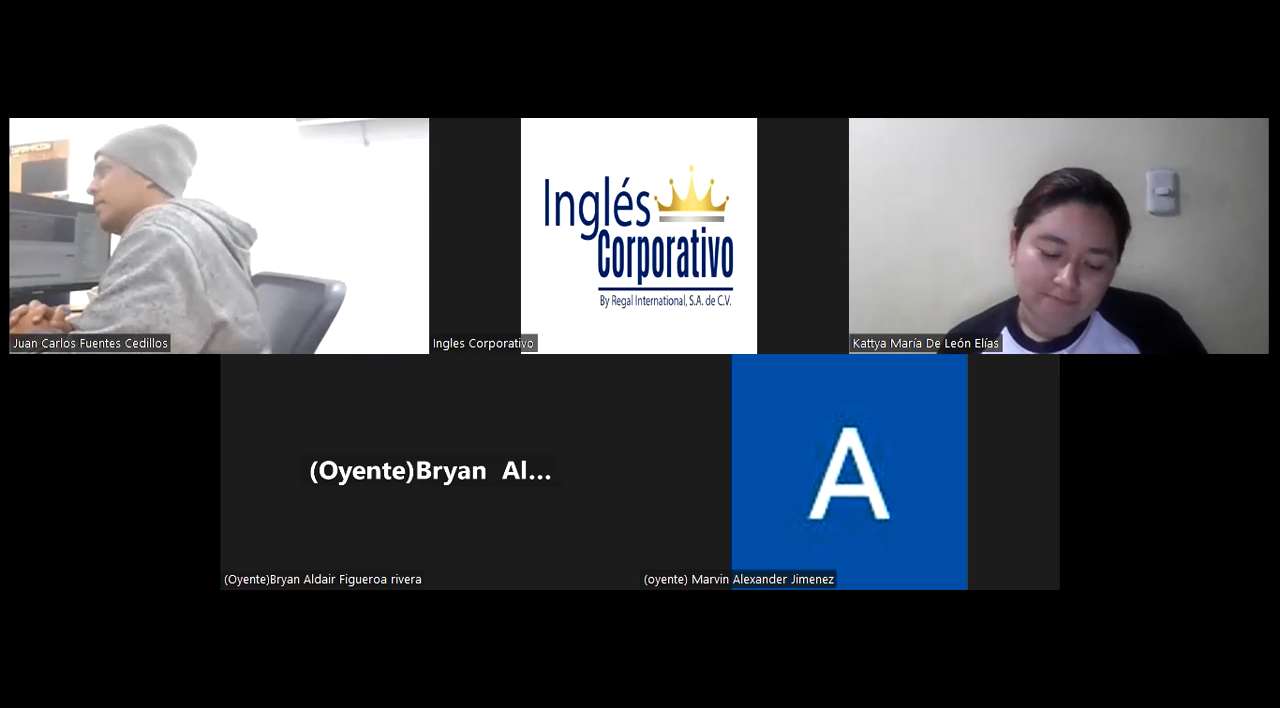 Juan Carlos Fuentes Cedillos
Inglés
Corporativo
By Regal International, S.A. de C.V.
Ingles Corporativo
Kattya María De León Elías
(Oyente)Bryan Al...
(Oyente)Bryan Aldair Figueroa rivera
A
(oyente) Marvin Alexander Jimenez